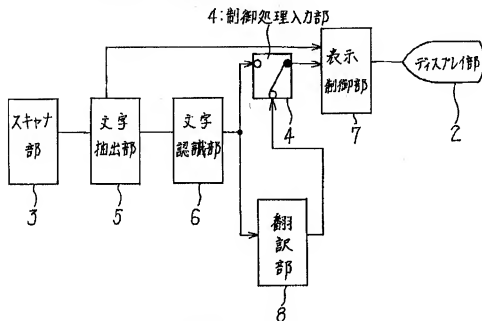 4:制御処理入力部
スキャナ
部
3
文字
抽出部
5
文字
認識部
6
4
表示
制御部
7
ディスプレイ部
2
翻
訳
部
8